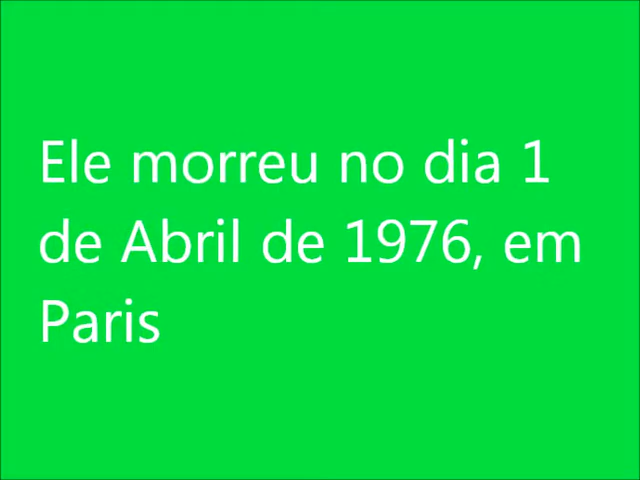 Ele morreu no dia 1
de Abril de 1976, em
Paris